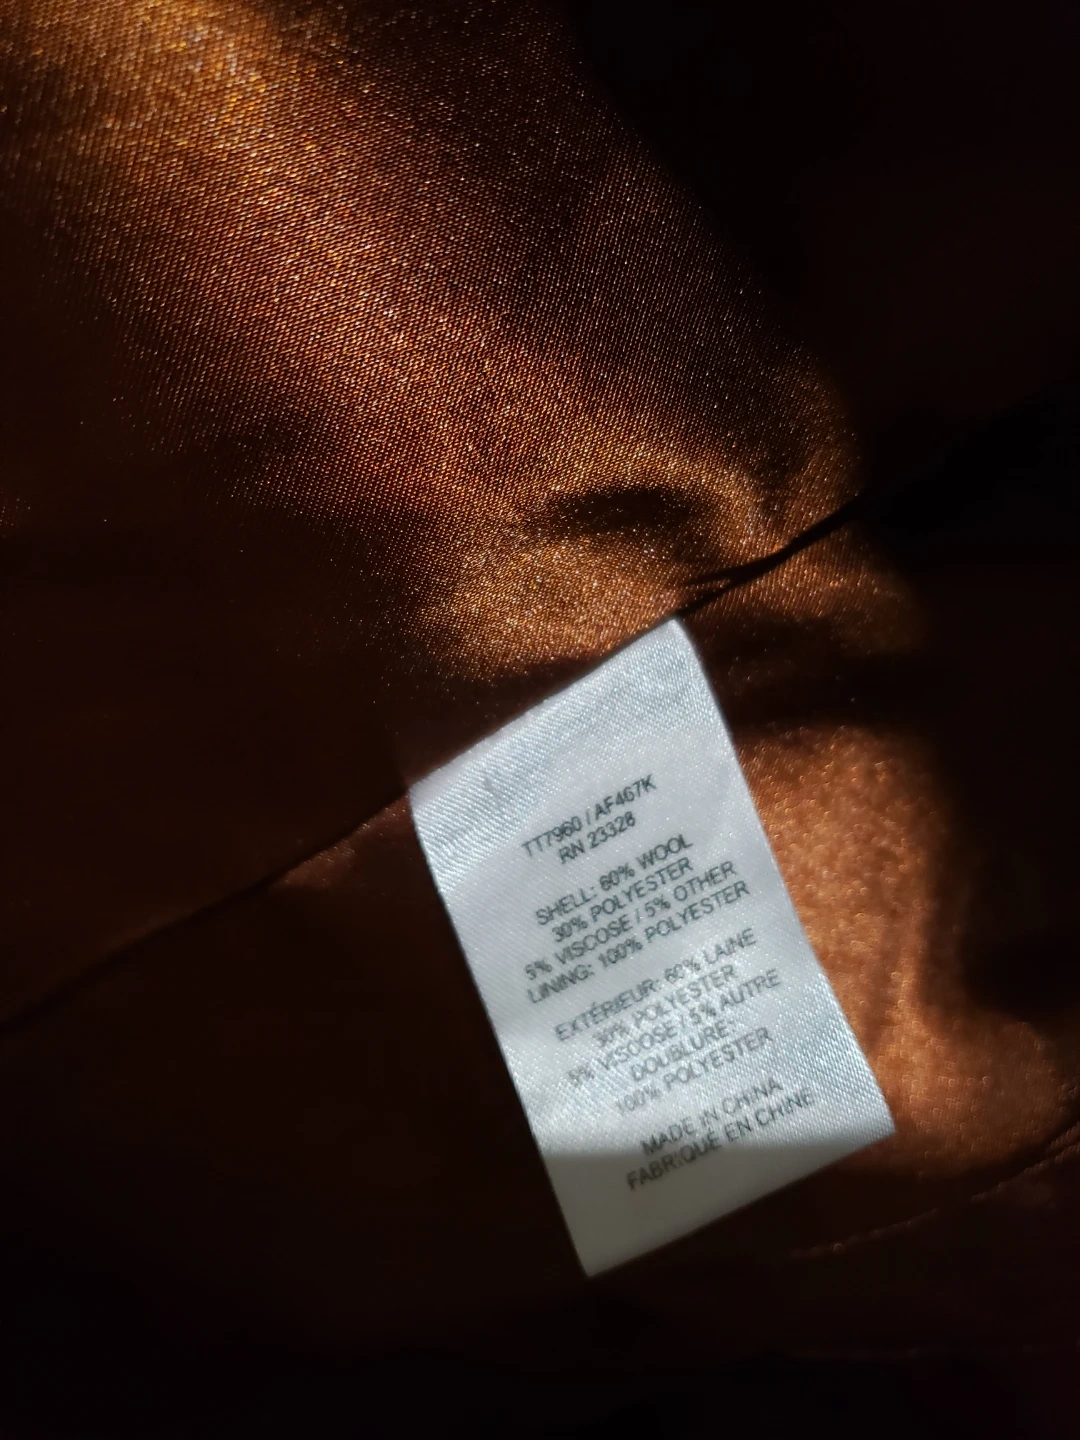 TT7960 / AF467K
RN 23328
SHELL: 60% WOOL
30% POLYESTER
5% VISCOSE / 5% OTHER
LINING: 100% POLYESTER
EXTÉRIEUR: 60% LAINE
30% POLYESTER
5% VISCOSE / 5% AUTRE
DOUBLURE:
100% POLYESTER
MADE IN CHINA
FABRIQUÉ EN CHINE